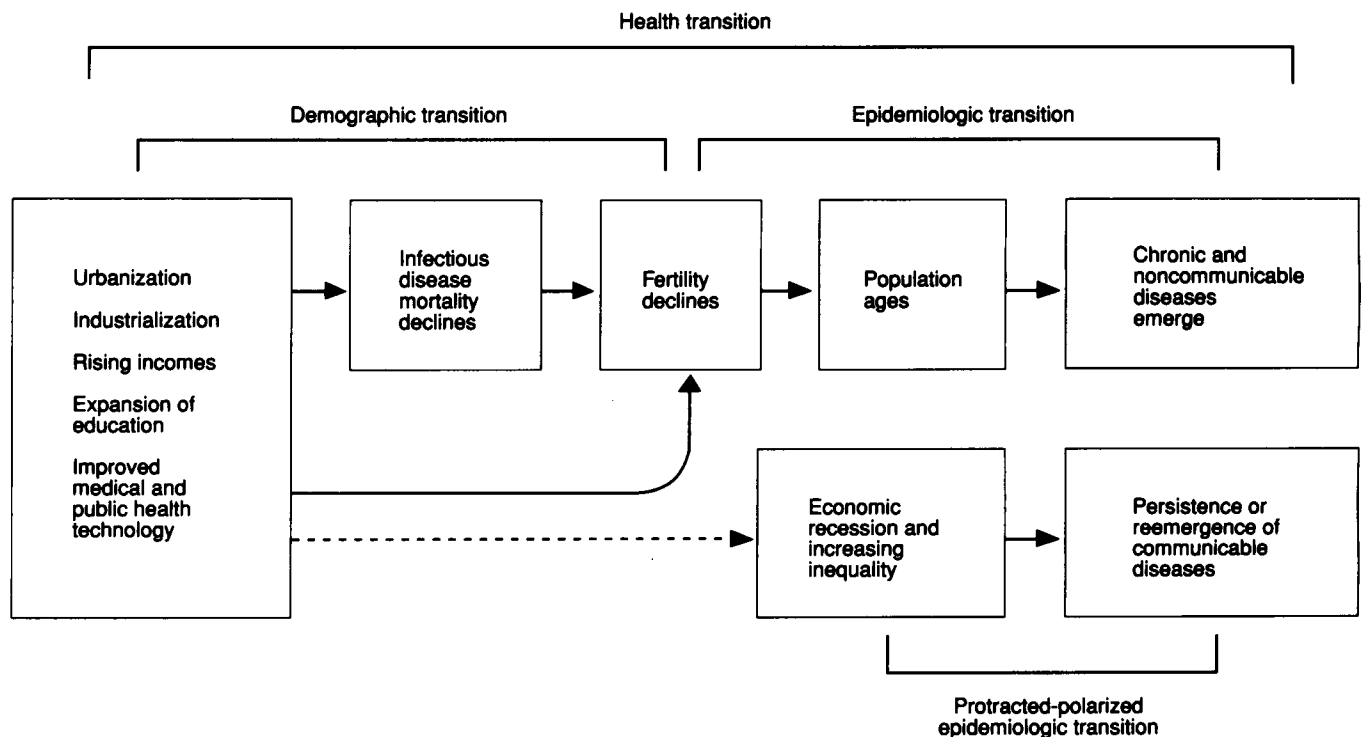 Health transition
Demographic transition
Epidemiologic transition
Urbanization
Industrialization
Rising incomes
Expansion of
education
Improved
medical and
public health
technology
Infectious
disease
mortality
declines
Fertility
declines
Population
ages
Chronic and
noncommunicable
diseases
emerge
Economic
recession and
increasing
inequality
Persistence or
reemergence of
communicable
diseases
Protracted-polarized
epidemiologic transition